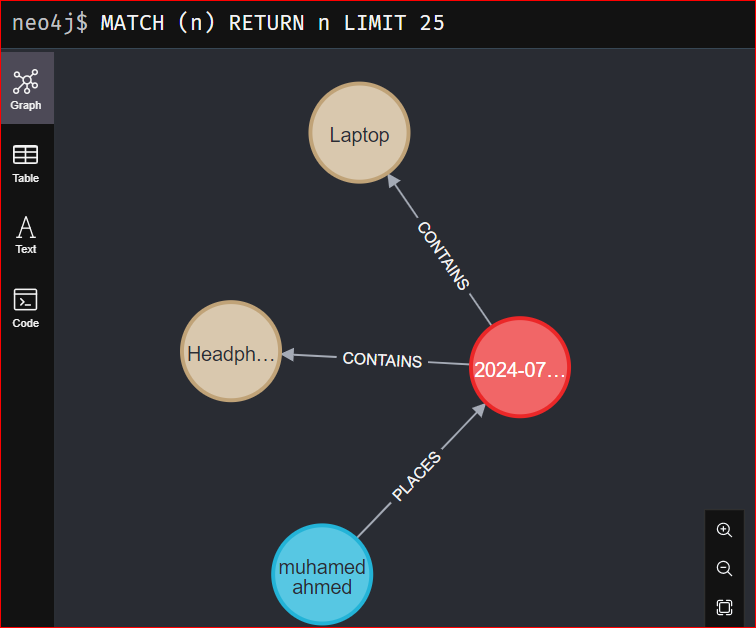 neo4j$ MATCH (n) RETURN n LIMIT 25
Graph
Table
Text
Code
Laptop
CONTAINS
Headph...
CONTAINS
2024-07...
PLACES
muhamed
ahmed